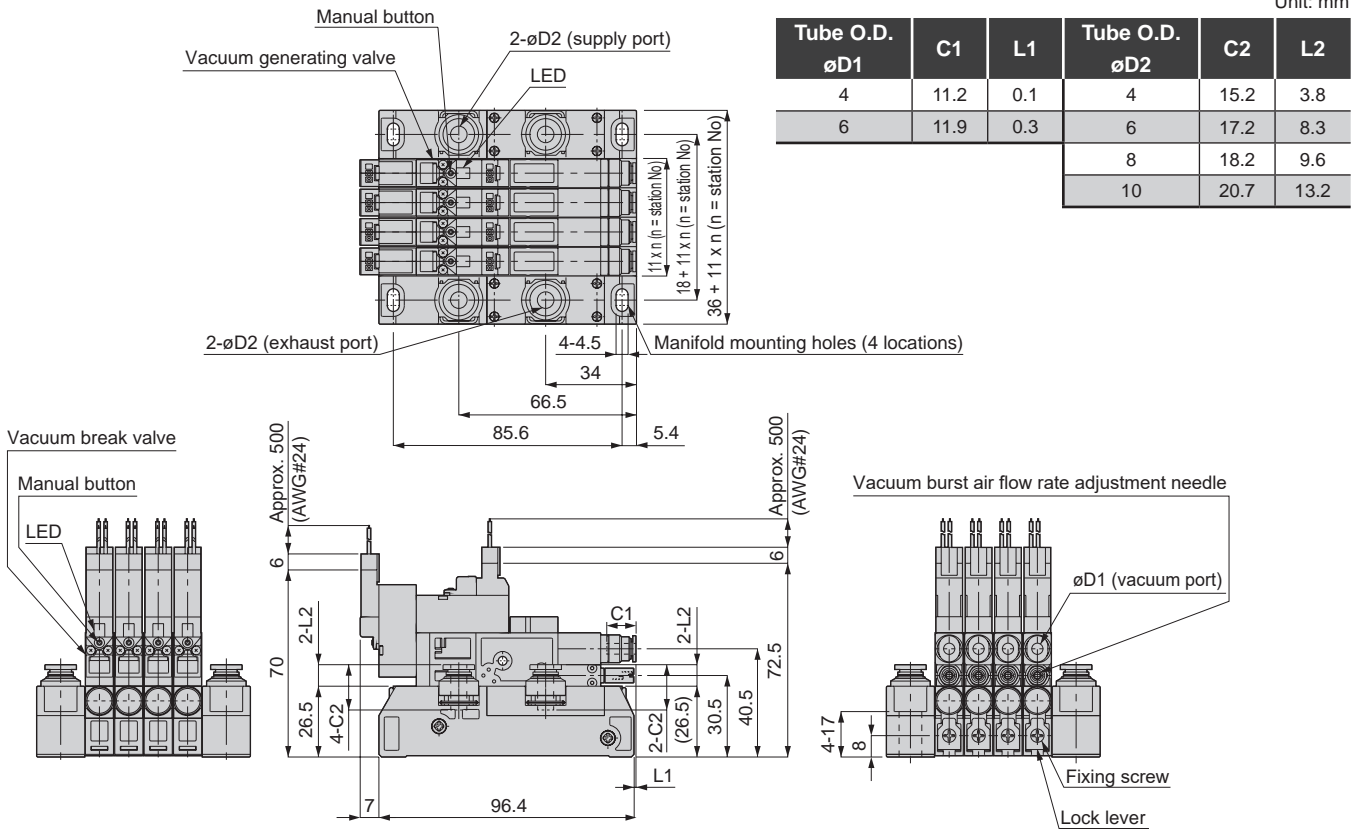 Unit: mm
Tube O.D. øD1 C1 L1 Tube O.D. øD2 C2 L2
4 11.2 0.1 4 15.2 3.8
6 11.9 0.3 6 17.2 8.3
8 18.2 9.6
10 20.7 13.2
Manual button
2-øD2 (supply port)
Vacuum generating valve
LED
11 x n (n = station No)
18 + 11 x n (n = station No)
36 + 11 x n (n = station No)
2-øD2 (exhaust port)
4-4.5
Manifold mounting holes (4 locations)
34
66.5
85.6
5.4
Vacuum break valve
Manual button
LED
Approx. 500
(AWG#24)
6
2-L2
70
26.5
4-C2
7
96.4
C1
2-L2
2-C2
(26.5)
30.5
40.5
72.5
6
Approx. 500
(AWG#24)
L1
Vacuum burst air flow rate adjustment needle
øD1 (vacuum port)
4-17
8
Fixing screw
Lock lever